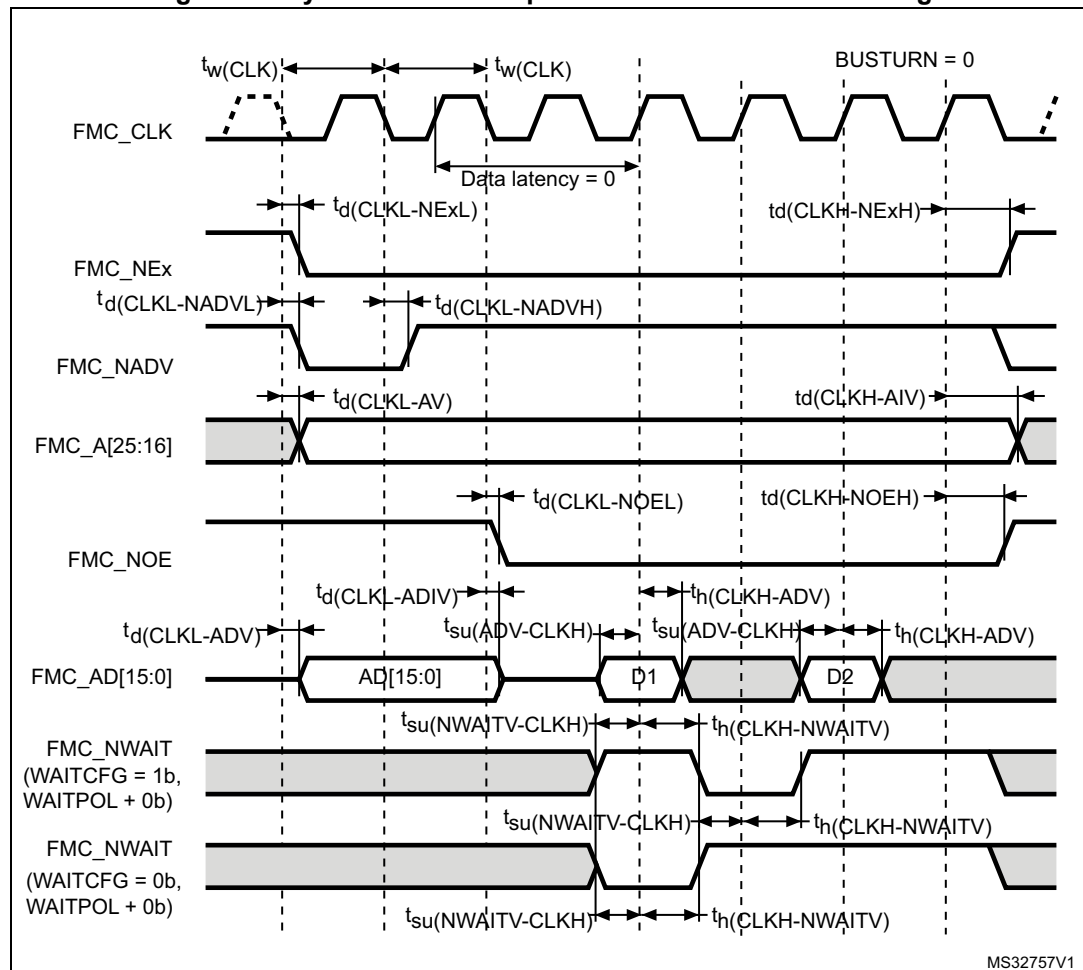 tw(CLK) tw(CLK) BUSTURN = 0
FMC_CLK
Data latency = 0
td(CLKL-NExL) td(CLKH-NExH)
FMC_NEx
td(CLKL-NADVL) td(CLKL-NADVH)
FMC_NADV
td(CLKL-AV) td(CLKH-AIV)
FMC_A[25:16]
td(CLKL-NOEL) td(CLKH-NOEH)
FMC_NOE
td(CLKL-ADIV) th(CLKH-ADV)
td(CLKL-ADV) tsu(ADV-CLKH) tsu(ADV-CLKH) th(CLKH-ADV)
FMC_AD[15:0] AD[15:0] D1 D2
tsu(NWAITV-CLKH) th(CLKH-NWAITV)
FMC_NWAIT
(WAITCFG = 1b,
WAITPOL + 0b)
tsu(NWAITV-CLKH) th(CLKH-NWAITV)
FMC_NWAIT
(WAITCFG = 0b,
WAITPOL + 0b)
tsu(NWAITV-CLKH) th(CLKH-NWAITV)
MS32757V1